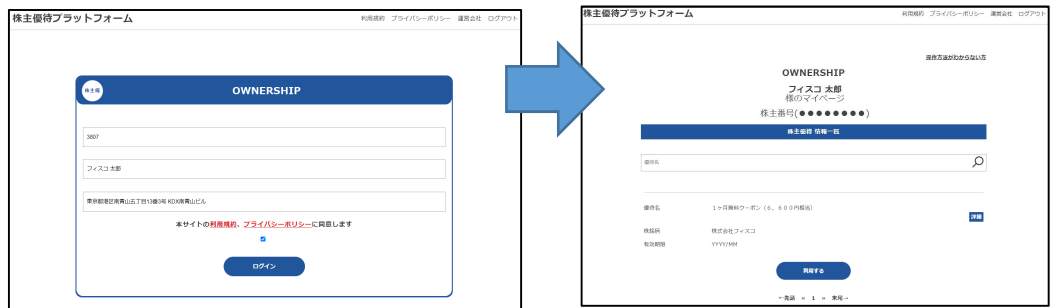 株主優待プラットフォーム
利用規約 プライバシーポリシー 運営会社 ログアウト
株主様
OWNERSHIP
3807
フィスコ 太郎
東京都港区南青山五丁目13番3号 KDX南青山ビル
本サイトの利用規約、プライバシーポリシーに同意します
ログイン
株主優待プラットフォーム
利用規約 プライバシーポリシー 運営会社 ログアウト
操作方法がわからない方
OWNERSHIP
フィスコ 太郎
様のマイページ
株主番号(●●●●●●●●)
株主優待 情報一覧
優待名
優待名 1ヶ月無料クーポン（6，600円相当）
詳細
株銘柄 株式会社フィスコ
有効期限 YYYY/MM
利用する
←先頭 « 1 » 末尾→